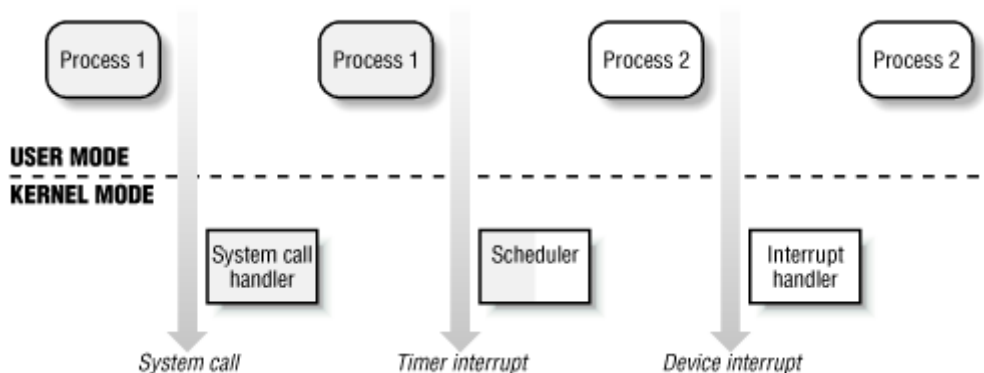 Process 1
Process 1
Process 2
Process 2
USER MODE
KERNEL MODE
System call
handler
Scheduler
Interrupt
handler
System call
Timer interrupt
Device interrupt